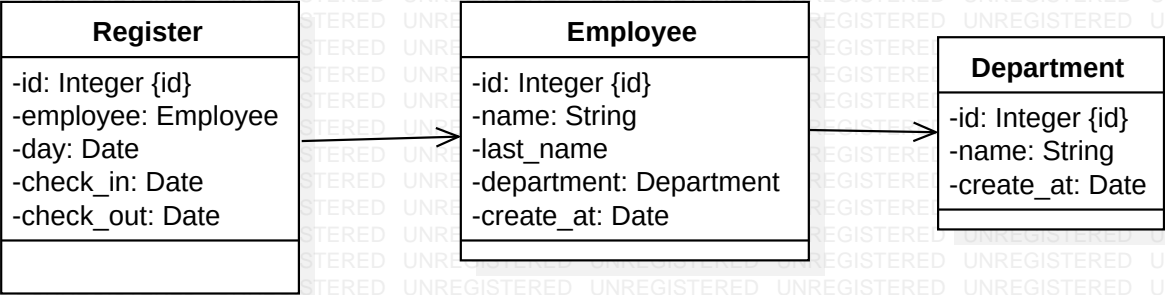 Register
-id: Integer {id}
-employee: Employee
-day: Date
-check_in: Date
-check_out: Date
Employee
-id: Integer {id}
-name: String
-last_name
-department: Department
-create_at: Date
Department
-id: Integer {id}
-name: String
-create_at: Date